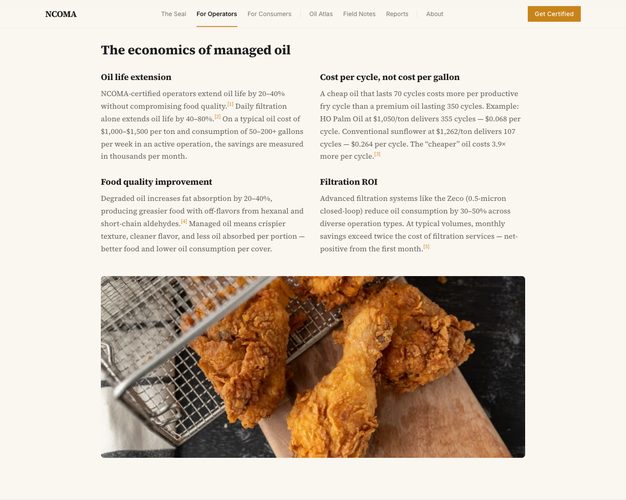 NCOMA
The Seal
For Operators
For Consumers
Oil Atlas
Field Notes
Reports
About
Get Certified
The economics of managed oil
Oil life extension
NCOMA-certified operators extend oil life by 20–40%
without compromising food quality.[1] Daily filtration
alone extends oil life by 40–80%.[2] On a typical oil cost of
$1,000–$1,500 per ton and consumption of 50–200+ gallons
per week in an active operation, the savings are measured
in thousands per month.
Cost per cycle, not cost per gallon
A cheap oil that lasts 70 cycles costs more per productive
fry cycle than a premium oil lasting 350 cycles. Example:
HO Palm Oil at $1,050/ton delivers 355 cycles — $0.068 per
cycle. Conventional sunflower at $1,262/ton delivers 107
cycles — $0.264 per cycle. The “cheaper” oil costs 3.9×
more per cycle.[3]
Food quality improvement
Degraded oil increases fat absorption by 20–40%,
producing greasier food with off-flavors from hexanal and
short-chain aldehydes.[4] Managed oil means crispier
texture, cleaner flavor, and less oil absorbed per portion —
better food and lower oil consumption per cover.
Filtration ROI
Advanced filtration systems like the Zeco (0.5-micron
closed-loop) reduce oil consumption by 30–50% across
diverse operation types. At typical volumes, monthly
savings exceed twice the cost of filtration services — net-
positive from the first month.[5]